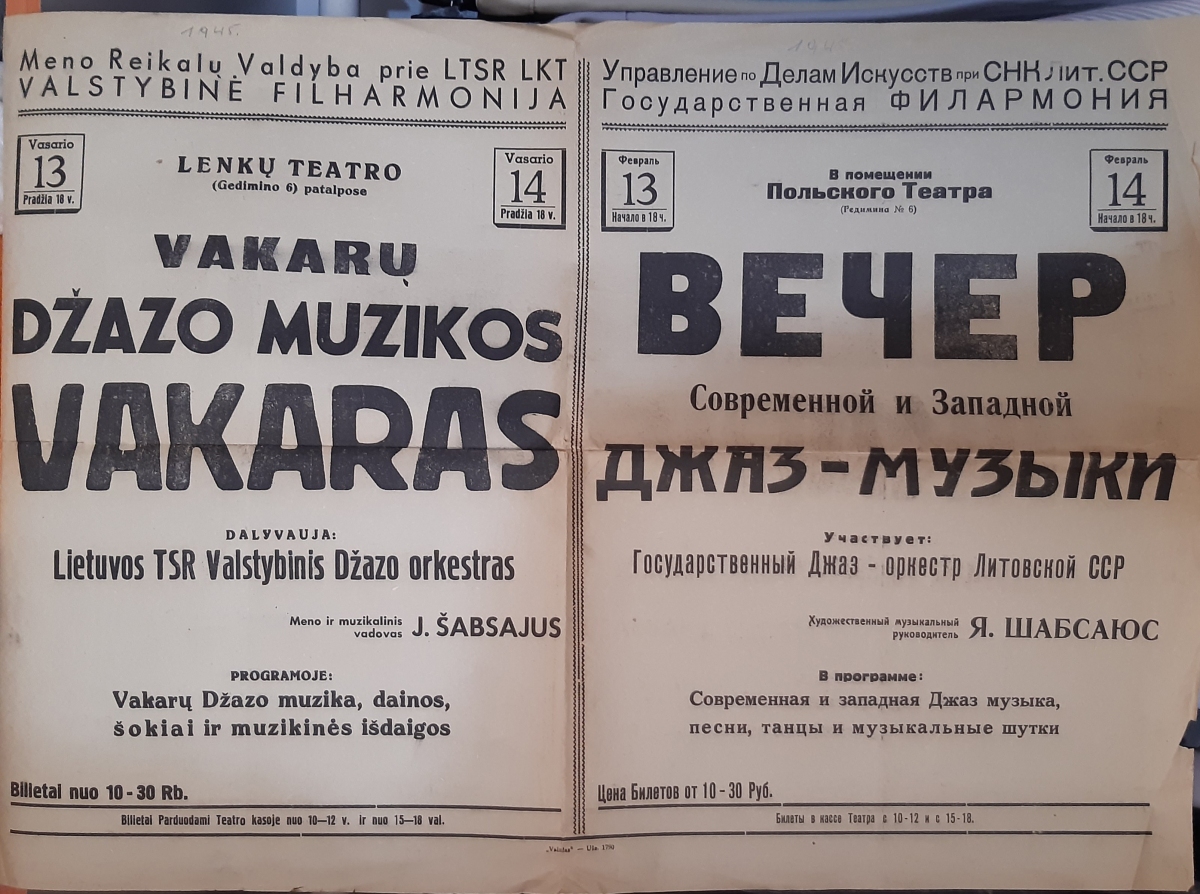 1945.
Meno Reikalų Valdyba prie LTSR LKT
VALSTYBINĖ FILHARMONIJA
Vasario
13
Pradžia 18 v.
LENKŲ TEATRO
(Gedimino 6) patalpose
Vasario
14
Pradžia 18 v.
VAKARŲ
DŽAZO MUZIKOS
VAKARAS
DALYVAUJA:
Lietuvos TSR Valstybinis Džazo orkestras
Meno ir muzikalinis
vadovas J. ŠABSAJUS
PROGRAMOJE:
Vakarų Džazo muzika, dainos,
šokiai ir muzikinės išdaigos
Bilietai nuo 10 - 30 Rb.
Bilietai Parduodami Teatro kasoje nuo 10—12 v. ir nuo 15—18 val.
1945
Управление по Делам Искусств при СНК Лит. ССР
Государственная ФИЛАРМОНИЯ
Февраль
13
Начало в 18 ч.
В помещении
Польского Театра
(Гедимина № 6)
Февраль
14
Начало в 18 ч.
ВЕЧЕР
Современной и Западной
ДЖАЗ - МУЗЫКИ
Участвует:
Государственный Джаз - оркестр Литовской ССР
Художественный музыкальный
руководитель Я. ШАБСАЮС
В программе:
Современная и западная Джаз музыка,
песни, танцы и музыкальные шутки
Цена Билетов от 10 - 30 Руб.
Билеты в кассе Театра с 10-12 и с 15-18.
„Vaizdas" — Užs. 1790